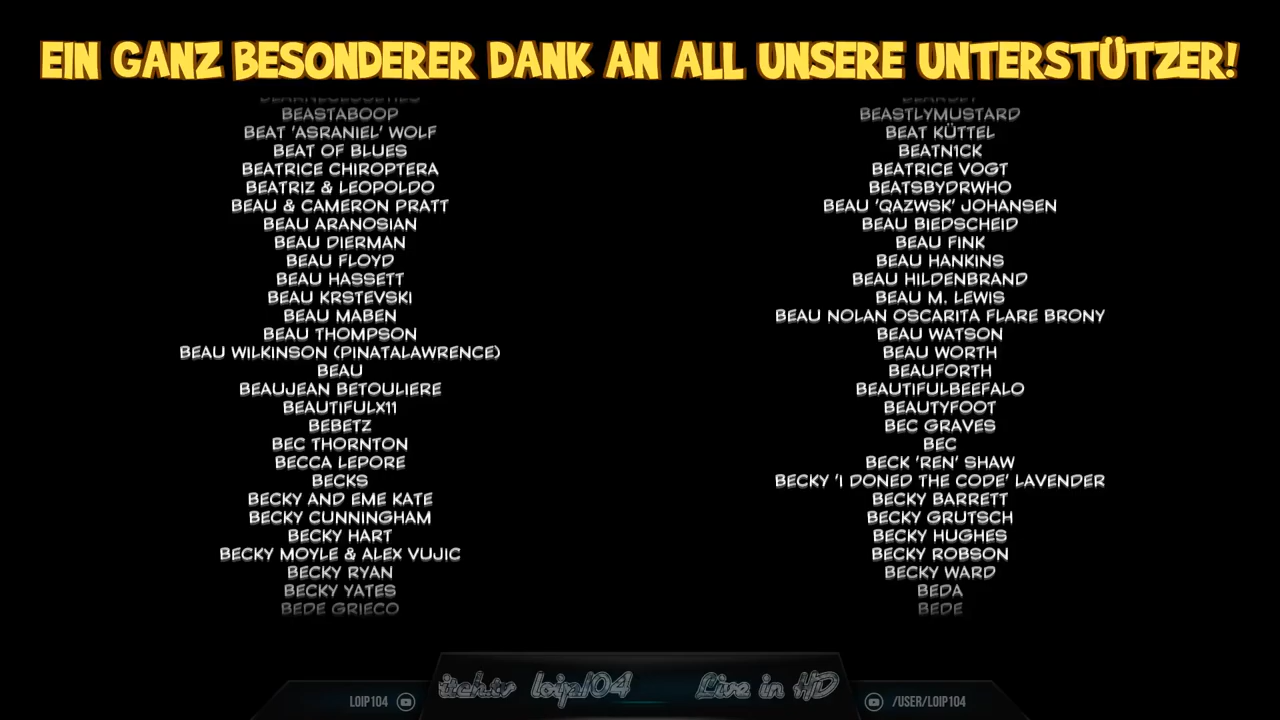 EIN GANZ BESONDERER DANK AN ALL UNSERE UNTERSTÜTZER!
BEASTABOOP
BEAT 'ASRANIEL' WOLF
BEAT OF BLUES
BEATRICE CHIROPTERA
BEATRIZ & LEOPOLDO
BEAU & CAMERON PRATT
BEAU ARANOSIAN
BEAU DIERMAN
BEAU FLOYD
BEAU HASSETT
BEAU KRSTEVSKI
BEAU MABEN
BEAU THOMPSON
BEAU WILKINSON (PINATALAWRENCE)
BEAU
BEAUJEAN BETOULIERE
BEAUTIFULX11
BEBETZ
BEC THORNTON
BECCA LEPORE
BECKS
BECKY AND EME KATE
BECKY CUNNINGHAM
BECKY HART
BECKY MOYLE & ALEX VUJIC
BECKY RYAN
BECKY YATES
BEDE GRIECO
BEASTLYMUSTARD
BEAT KÜTTEL
BEATN1CK
BEATRICE VOGT
BEATSBYDRWHO
BEAU 'QAZWSK' JOHANSEN
BEAU BIEDSCHEID
BEAU FINK
BEAU HANKINS
BEAU HILDENBRAND
BEAU M. LEWIS
BEAU NOLAN OSCARITA FLARE BRONY
BEAU WATSON
BEAU WORTH
BEAUFORTH
BEAUTIFULBEEFALO
BEAUTYFOOT
BEC GRAVES
BEC
BECK 'REN' SHAW
BECKY 'I DONED THE CODE' LAVENDER
BECKY BARRETT
BECKY GRUTSCH
BECKY HUGHES
BECKY ROBSON
BECKY WARD
BEDA
BEDE
LOIP104
itch.tv loip104 Live in HD
/USER/LOIP104